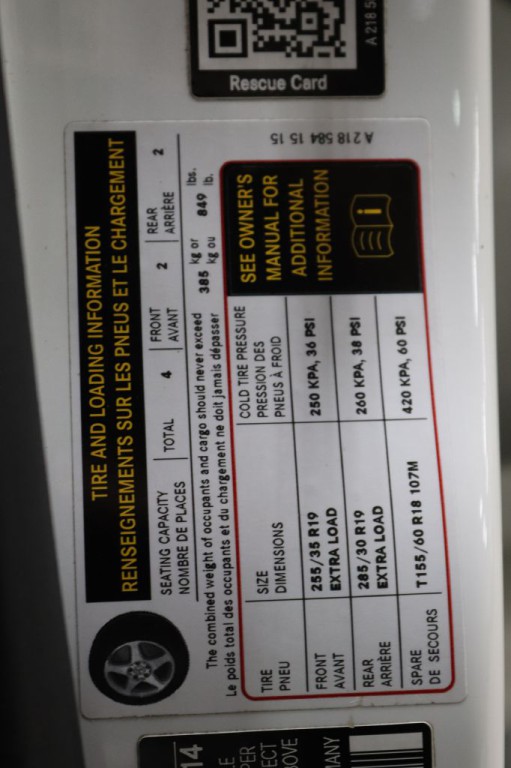 Rescue Card
A 218 5
A 218 584 15 15
TIRE AND LOADING INFORMATION
RENSEIGNEMENTS SUR LES PNEUS ET LE CHARGEMENT
SEATING CAPACITY TOTAL 4 FRONT 2 REAR 2
NOMBRE DE PLACES AVANT ARRIÈRE
The combined weight of occupants and cargo should never exceed 385 kg or 849 lbs.
Le poids total des occupants et du chargement ne doit jamais dépasser kg ou lb.
TIRE SIZE COLD TIRE PRESSURE
PNEU DIMENSIONS PRESSION DES
PNEUS À FROID
FRONT 255/35 R19 250 KPA, 36 PSI
AVANT EXTRA LOAD
REAR 285/30 R19 260 KPA, 38 PSI
ARRIÈRE EXTRA LOAD
SPARE T155/60 R18 107M 420 KPA, 60 PSI
DE SECOURS
SEE OWNER'S
MANUAL FOR
ADDITIONAL
INFORMATION
i
14